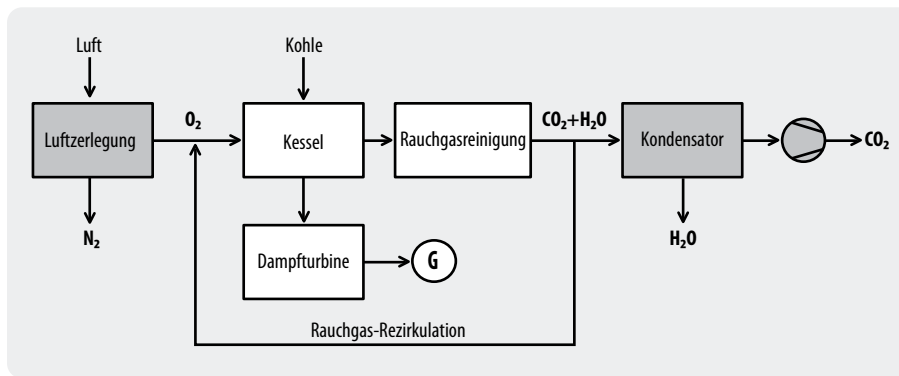 Luft
Kohle
Luftzerlegung
O₂
Kessel
Rauchgasreinigung
CO₂+H₂O
Kondensator
CO₂
N₂
Dampfturbine
G
H₂O
Rauchgas-Rezirkulation